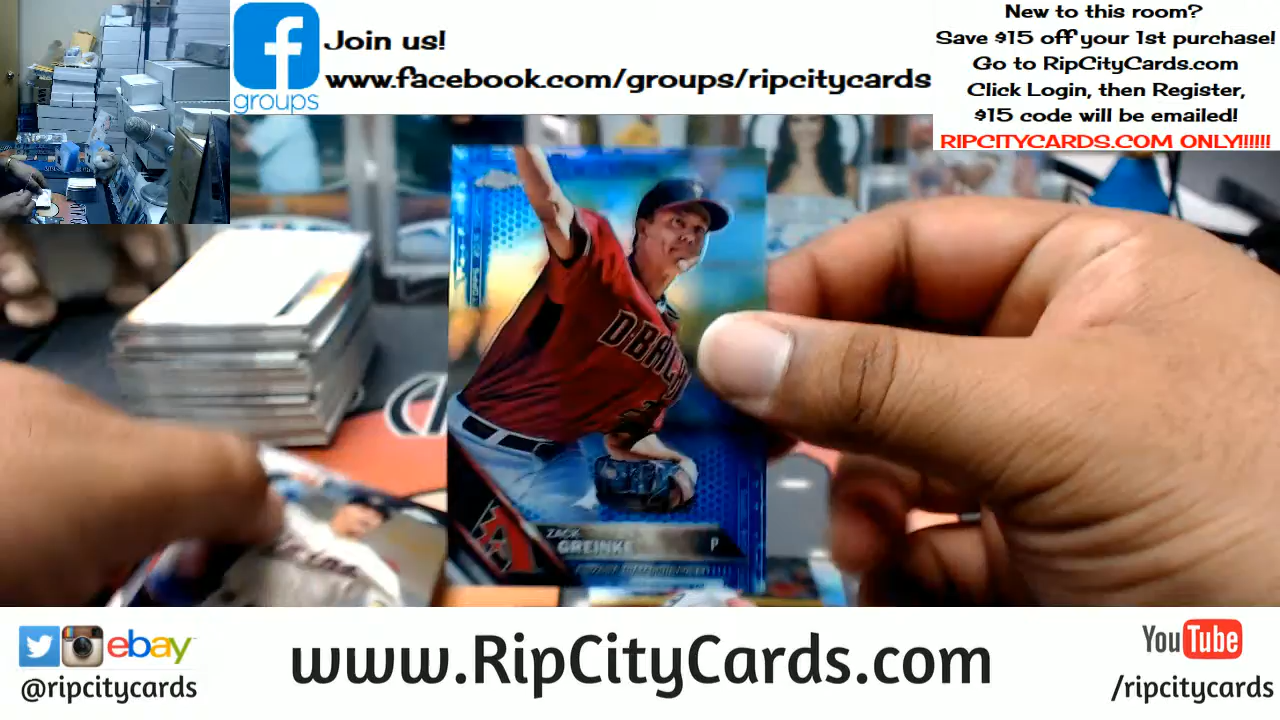 Join us!
www.facebook.com/groups/ripcitycards
groups
New to this room?
Save $15 off your 1st purchase!
Go to RipCityCards.com
Click Login, then Register,
$15 code will be emailed!
RIPCITYCARDS.COM ONLY!!!!!!
ZACK
GREINKE
P
ebay
@ripcitycards
www.RipCityCards.com
YouTube
/ripcitycards